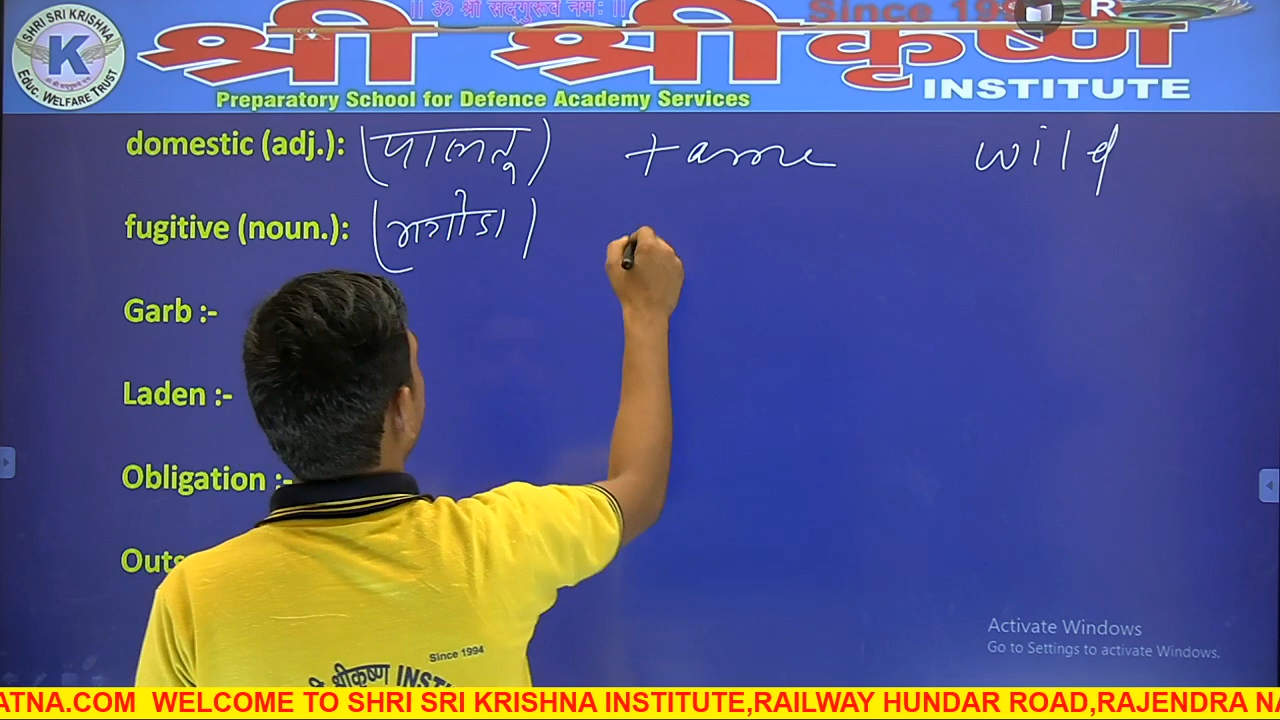 || ॐ श्री सद्गुरुवे नमः ||
Since 199
R
SHRI SRI KRISHNA
K
EDUC. WELFARE TRUST
श्री श्रीकृष्ण
INSTITUTE
Preparatory School for Defence Academy Services
domestic (adj.): (पालतू) tame wild
fugitive (noun.): (भगोडा)
Garb :-
Laden :-
Obligation :-
Outs
Since 1994
श्रीकृष्ण INSTI
Activate Windows
Go to Settings to activate Windows.
ATNA.COM WELCOME TO SHRI SRI KRISHNA INSTITUTE,RAILWAY HUNDAR ROAD,RAJENDRA NA